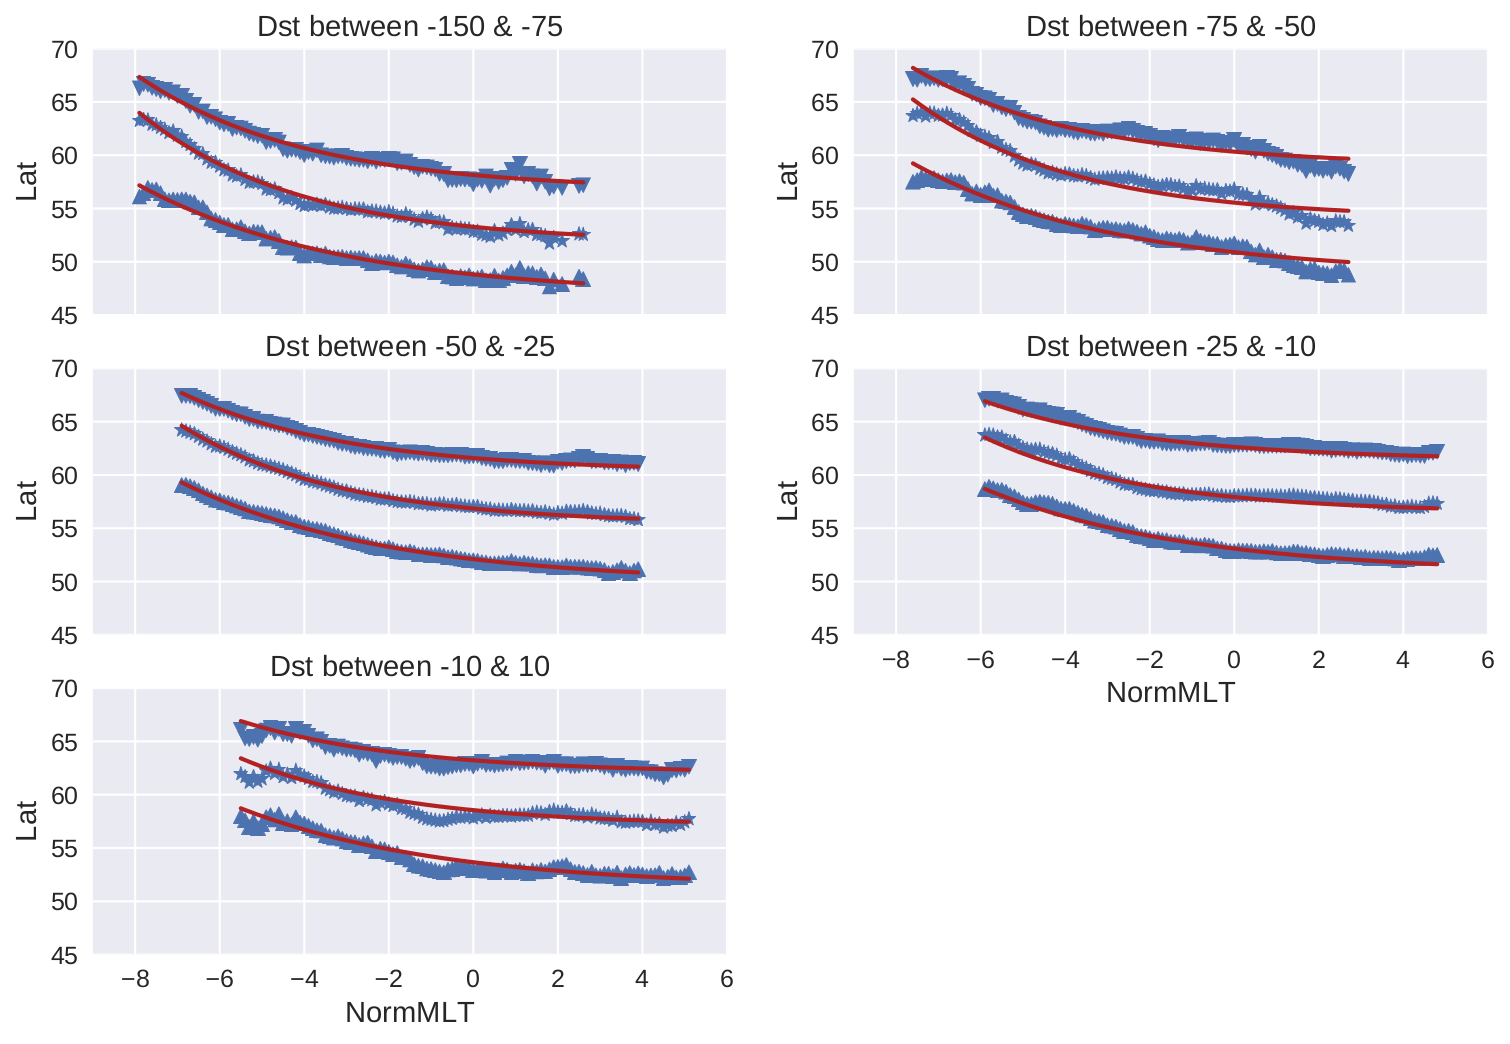 Dst between -150 & -75
70
65
60
55
50
45
Lat
Dst between -75 & -50
70
65
60
55
50
45
Lat
Dst between -50 & -25
70
65
60
55
50
45
Lat
Dst between -25 & -10
70
65
60
55
50
45
Lat
−8 −6 −4 −2 0 2 4 6
NormMLT
Dst between -10 & 10
70
65
60
55
50
45
Lat
−8 −6 −4 −2 0 2 4 6
NormMLT